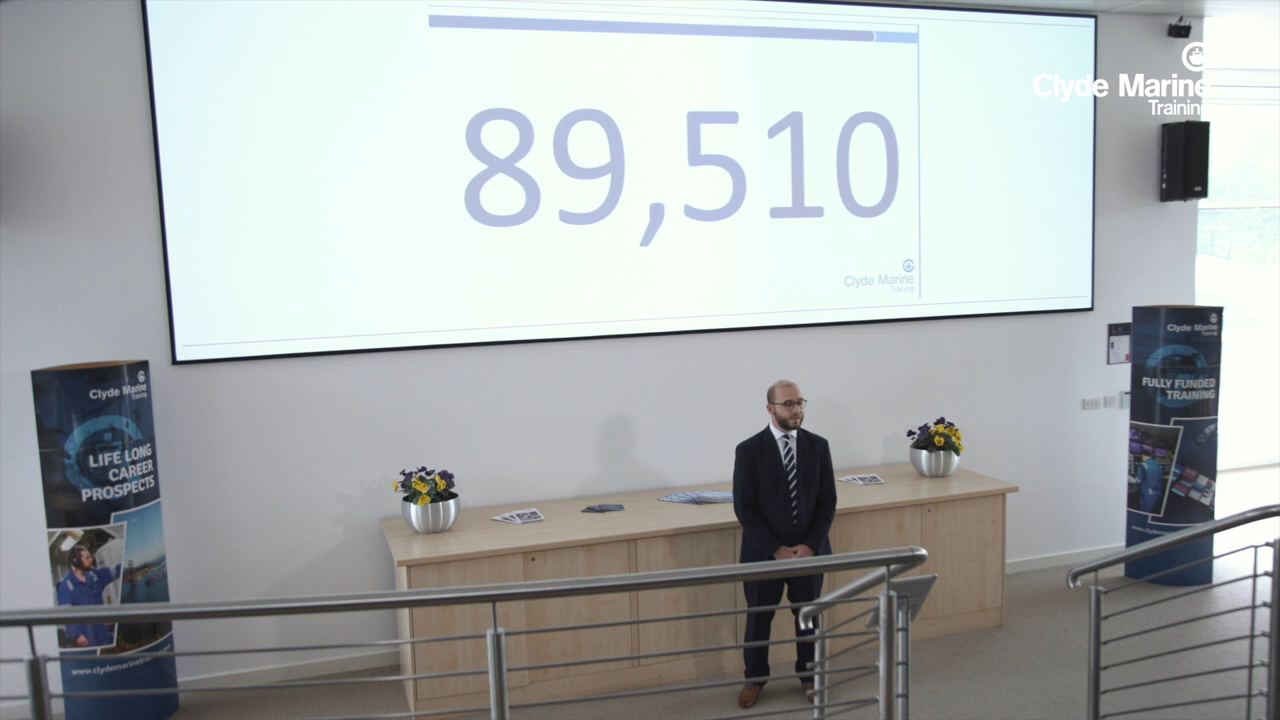 89,510
Clyde Marine
Training
Clyde Marine
Training
Clyde Marine
Training
LIFE LONG
CAREER
PROSPECTS
www.clydemarinetra
Clyde Marine
Training
FULLY FUNDED
TRAINING